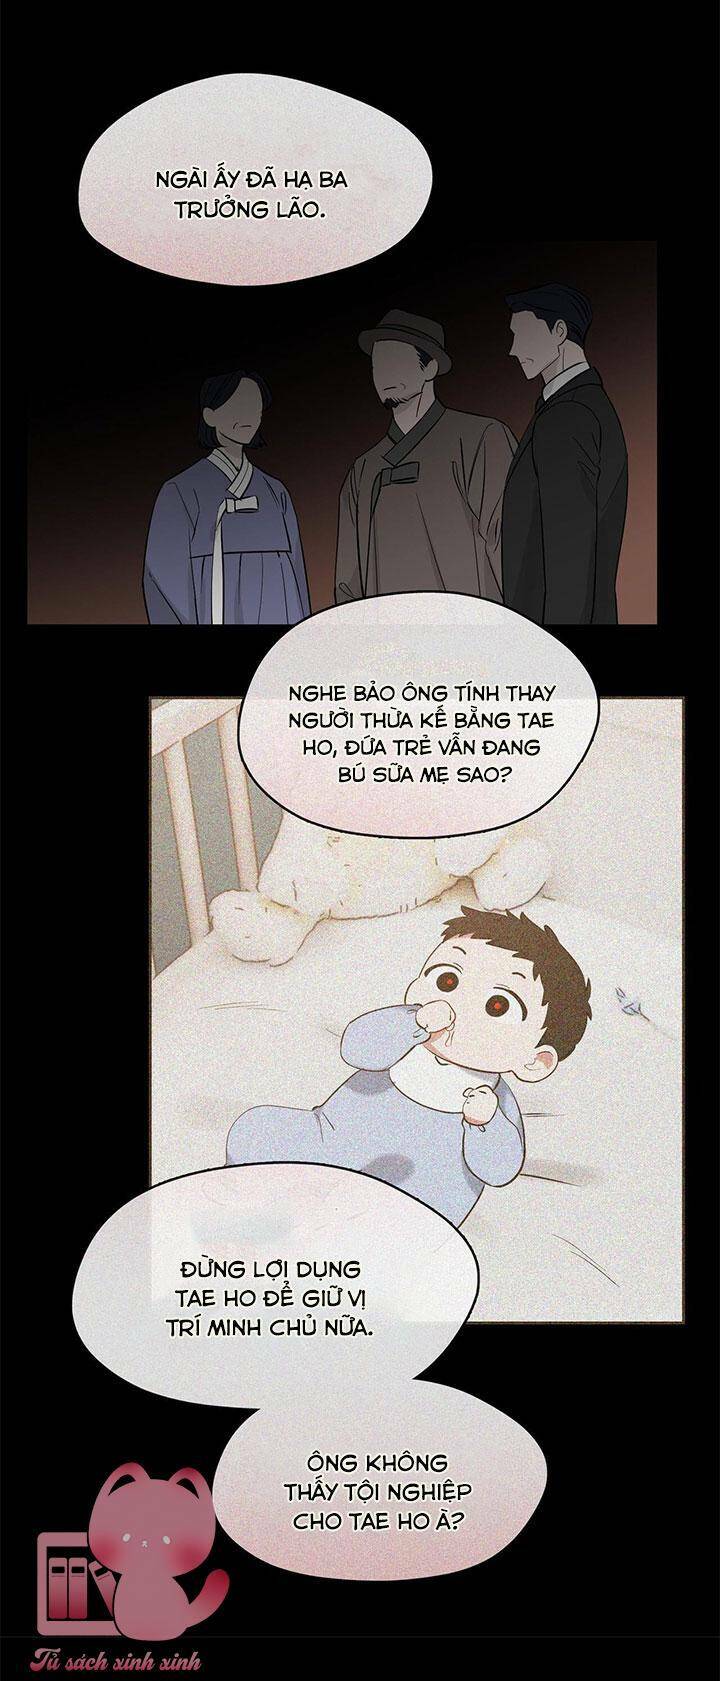 NGÀI ẤY ĐÃ HẠ BA
TRƯỞNG LÃO.
NGHE BẢO ÔNG TÍNH THAY
NGƯỜI THỪA KẾ BẰNG TAE
HO, ĐỨA TRẺ VẪN ĐANG
BÚ SỮA MẸ SAO?
ĐỪNG LỢI DỤNG
TAE HO ĐỂ GIỮ VỊ
TRÍ MINH CHỦ NỮA.
ÔNG KHÔNG
THẤY TỘI NGHIỆP
CHO TAE HO À?
Tủ sách xinh xinh